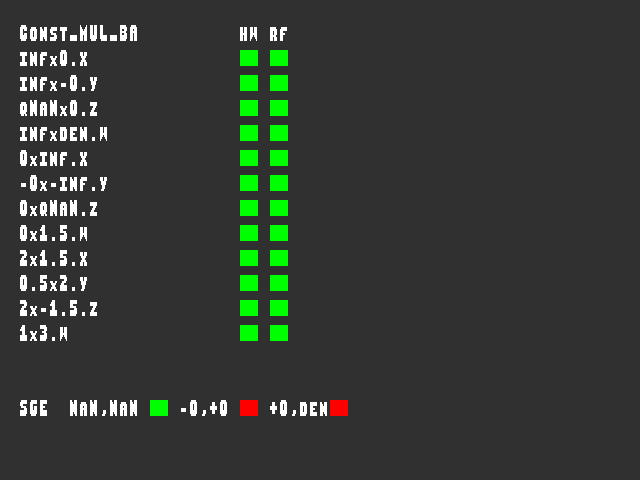 Const_MUL_BA HW RF
INFx0.X
INFx-0.Y
QNANx0.Z
INFxDEN.W
0xINF.X
-0x-INF.Y
0xQNAN.Z
0x1.5.W
2x1.5.X
0.5x2.Y
2x-1.5.Z
1x3.W
SGE NAN,NAN -0,+0 +0,DEN